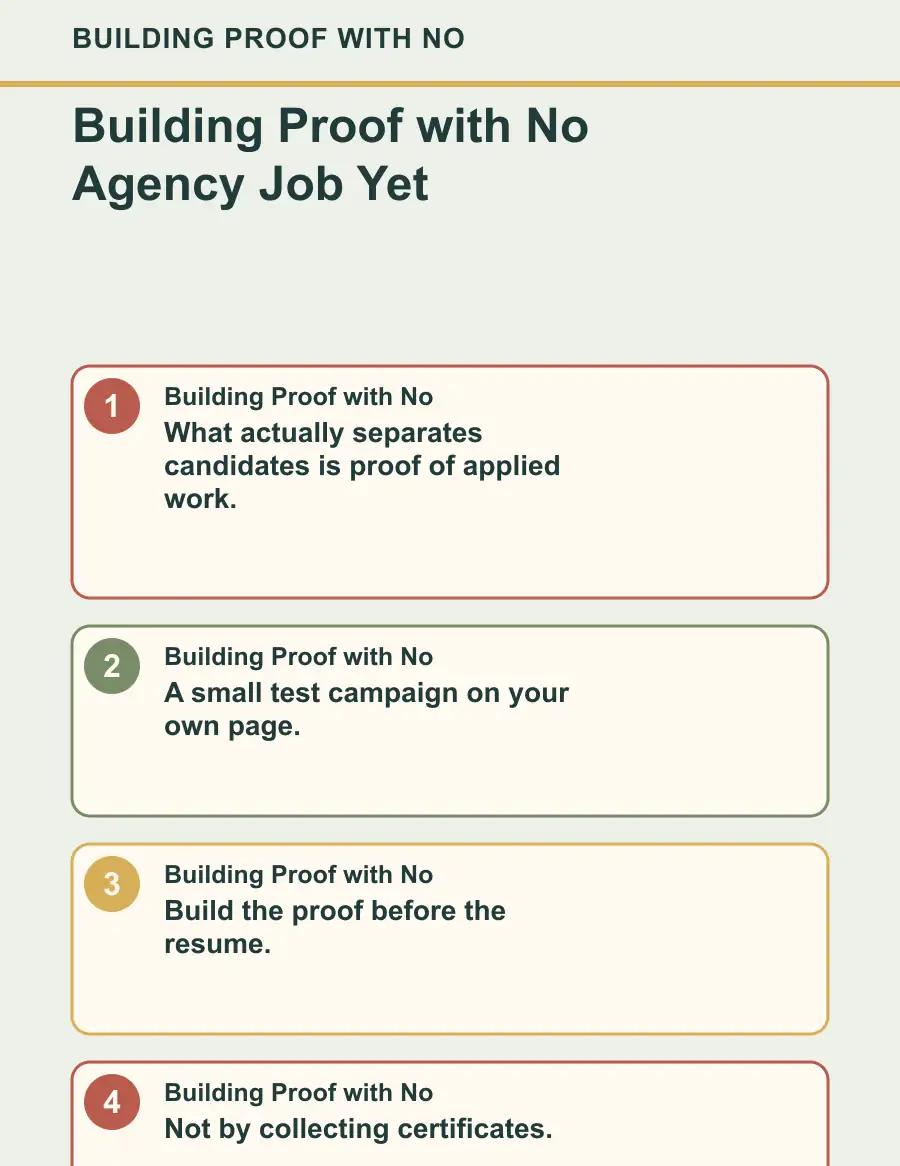 BUILDING PROOF WITH NO
Building Proof with No
Agency Job Yet
1
Building Proof with No
What actually separates
candidates is proof of applied
work.
2
Building Proof with No
A small test campaign on your
own page.
3
Building Proof with No
Build the proof before the
resume.
4
Building Proof with No
Not by collecting certificates.